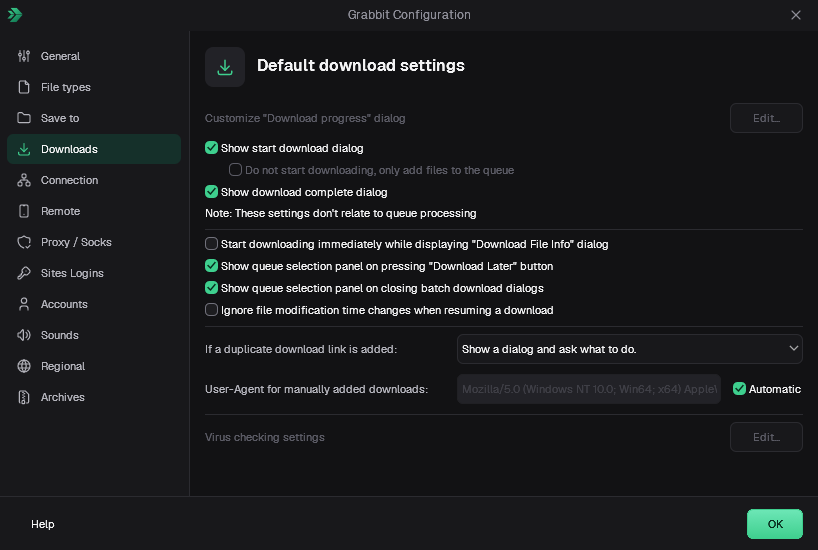 Grabbit Configuration
General
File types
Save to
Downloads
Connection
Remote
Proxy / Socks
Sites Logins
Accounts
Sounds
Regional
Archives
Default download settings
Customize "Download progress" dialog
Edit...
Show start download dialog
Do not start downloading, only add files to the queue
Show download complete dialog
Note: These settings don't relate to queue processing
Start downloading immediately while displaying "Download File Info" dialog
Show queue selection panel on pressing "Download Later" button
Show queue selection panel on closing batch download dialogs
Ignore file modification time changes when resuming a download
If a duplicate download link is added:
Show a dialog and ask what to do.
User-Agent for manually added downloads:
Mozilla/5.0 (Windows NT 10.0; Win64; x64) Apple
Automatic
Virus checking settings
Edit...
Help
OK